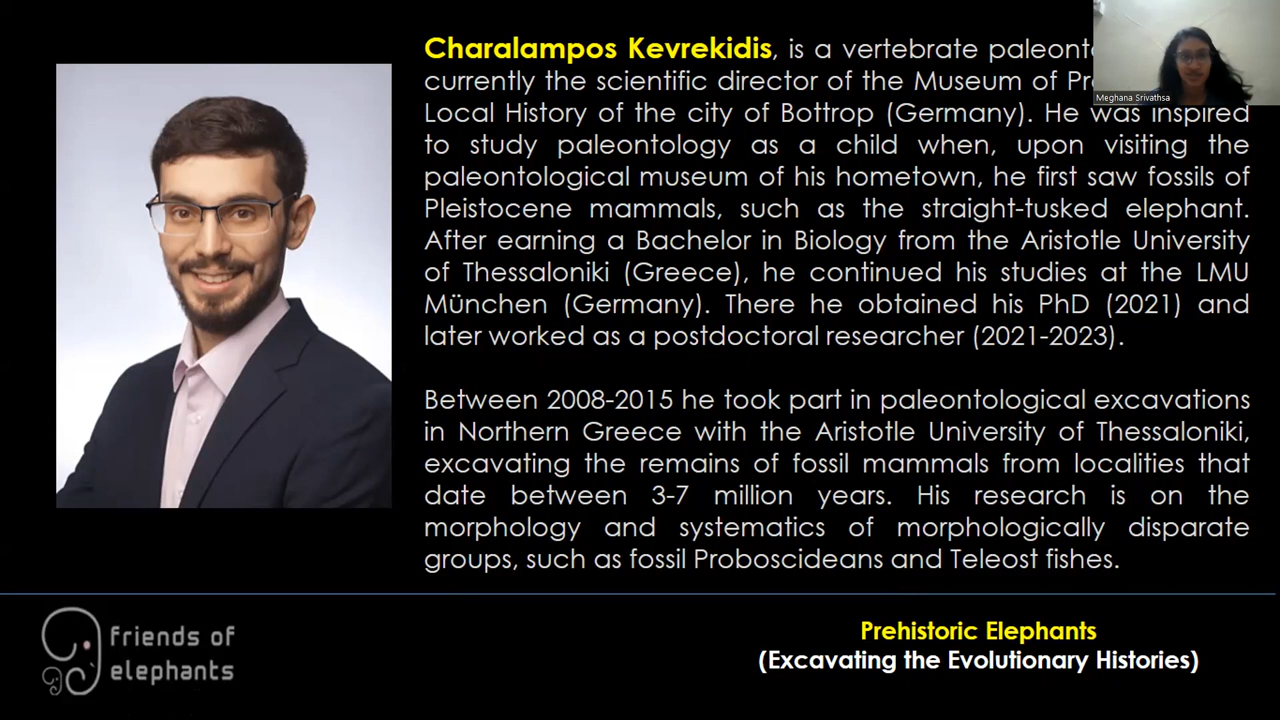 Charalampos Kevrekidis, is a vertebrate
currently the scientific director of the Museum of
Local History of the city of Bottrop (Germany). He was inspired
to study paleontology as a child when, upon visiting the
paleontological museum of his hometown, he first saw fossils of
Pleistocene mammals, such as the straight-tusked elephant.
After earning a Bachelor in Biology from the Aristotle University
of Thessaloniki (Greece), he continued his studies at the LMU
München (Germany). There he obtained his PhD (2021) and
later worked as a postdoctoral researcher (2021-2023).
Between 2008-2015 he took part in paleontological excavations
in Northern Greece with the Aristotle University of Thessaloniki,
excavating the remains of fossil mammals from localities that
date between 3-7 million years. His research is on the
morphology and systematics of morphologically disparate
groups, such as fossil Proboscideans and Teleost fishes.
Meghana Srivathsa
friends of
elephants
Prehistoric Elephants
(Excavating the Evolutionary Histories)